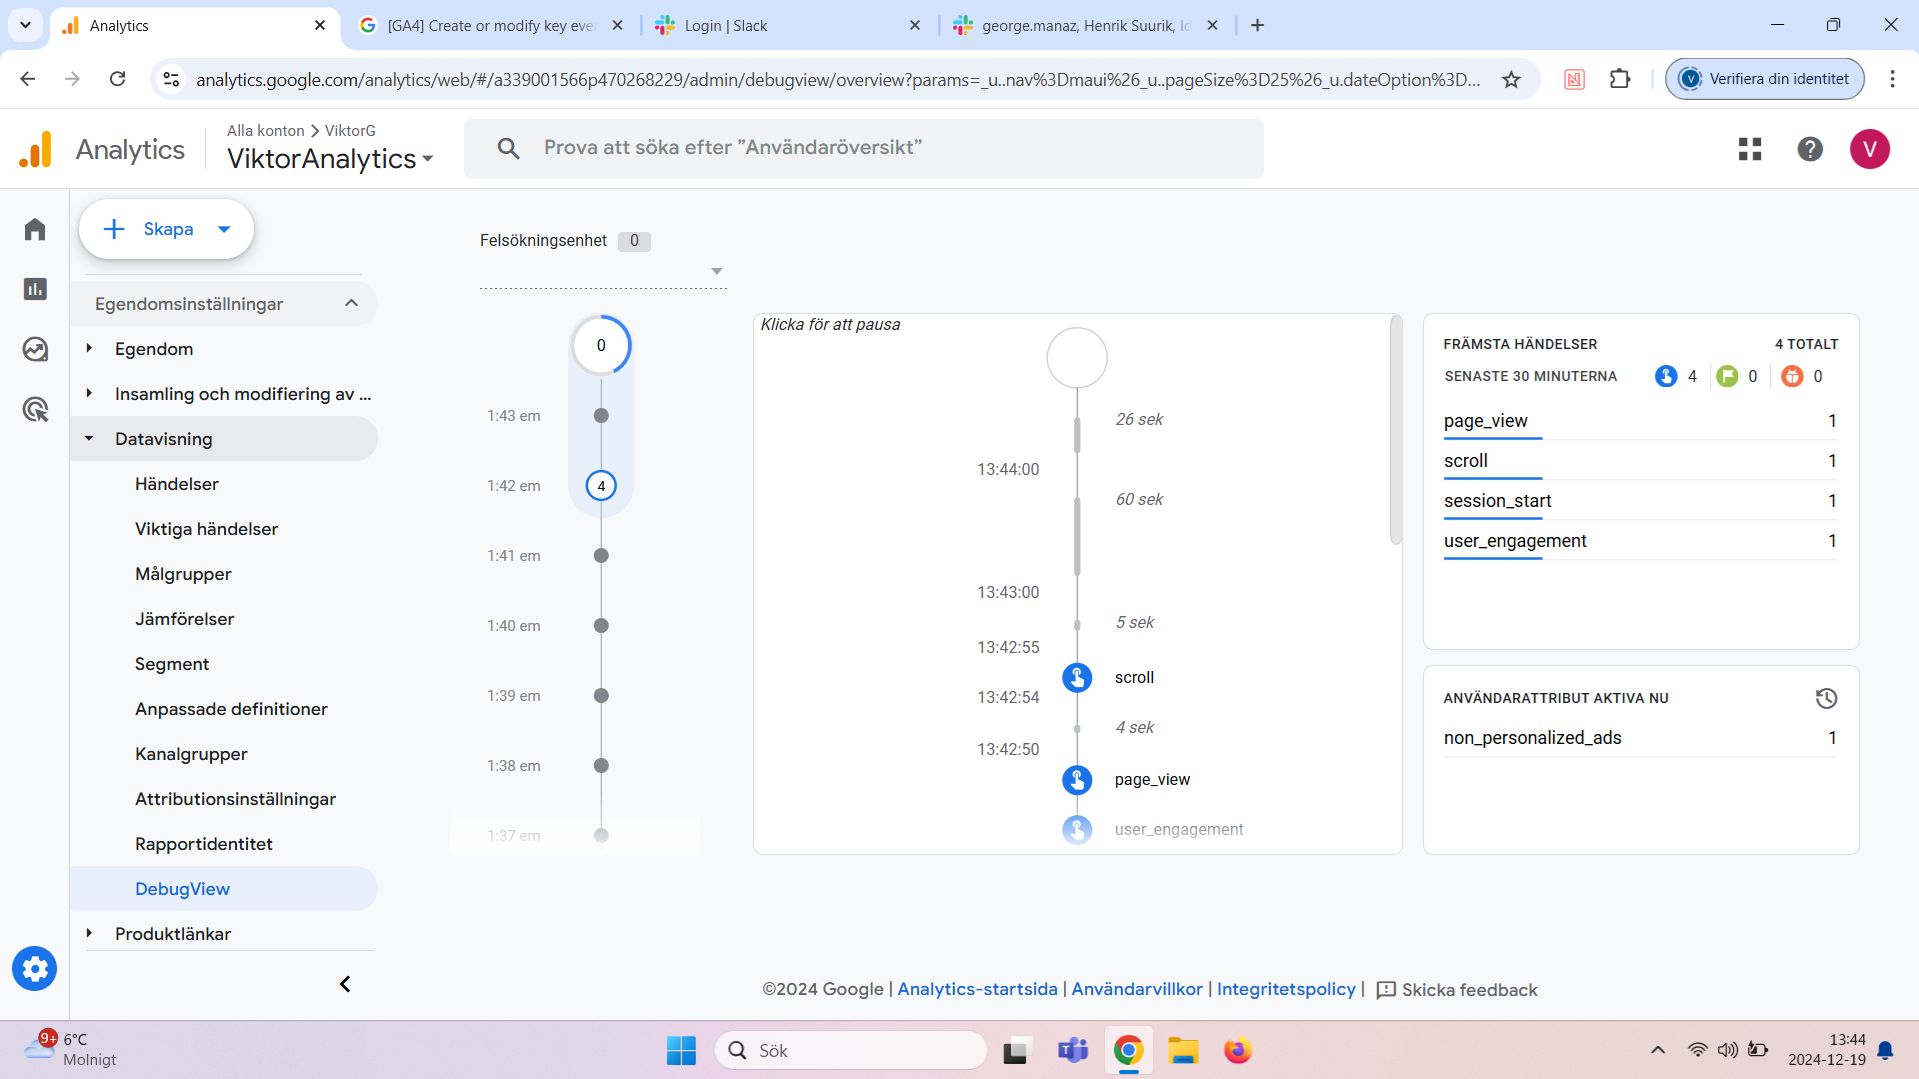 Analytics
[GA4] Create or modify key eve
Login | Slack
george.manaz, Henrik Suurik, Io
analytics.google.com/analytics/web/#/a339001566p470268229/admin/debugview/overview?params=_u..nav%3Dmaui%26_u..pageSize%3D25%26_u.dateOption%3D...
V
Verifiera din identitet
Analytics
Alla konton > ViktorG
ViktorAnalytics
Prova att söka efter ”Användaröversikt”
V
Skapa
Egendomsinställningar
Egendom
Insamling och modifiering av ...
Datavisning
Händelser
Viktiga händelser
Målgrupper
Jämförelser
Segment
Anpassade definitioner
Kanalgrupper
Attributionsinställningar
Rapportidentitet
DebugView
Produktlänkar
Felsökningsenhet 0
0
1:43 em
1:42 em 4
1:41 em
1:40 em
1:39 em
1:38 em
1:37 em
Klicka för att pausa
26 sek
13:44:00
60 sek
13:43:00
5 sek
13:42:55
scroll
13:42:54
4 sek
13:42:50
page_view
user_engagement
FRÄMSTA HÄNDELSER 4 TOTALT
SENASTE 30 MINUTERNA 4 0 0
page_view 1
scroll 1
session_start 1
user_engagement 1
ANVÄNDARATTRIBUT AKTIVA NU
non_personalized_ads 1
©2024 Google | Analytics-startsida | Användarvillkor | Integritetspolicy | Skicka feedback
9+
6°C
Molnigt
Sök
13:44
2024-12-19